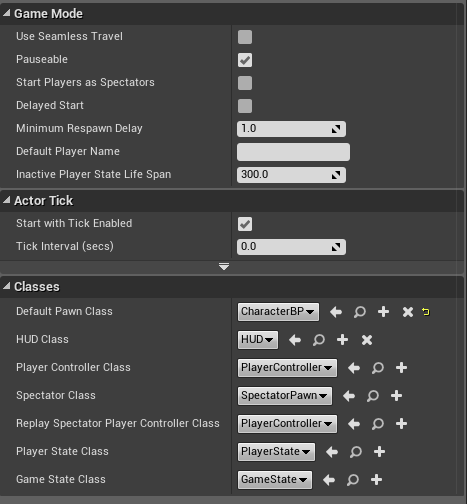 Game Mode
Use Seamless Travel
Pauseable
Start Players as Spectators
Delayed Start
Minimum Respawn Delay 1.0
Default Player Name
Inactive Player State Life Span 300.0
Actor Tick
Start with Tick Enabled
Tick Interval (secs) 0.0
Classes
Default Pawn Class CharacterBP
HUD Class HUD
Player Controller Class PlayerController
Spectator Class SpectatorPawn
Replay Spectator Player Controller Class PlayerController
Player State Class PlayerState
Game State Class GameState